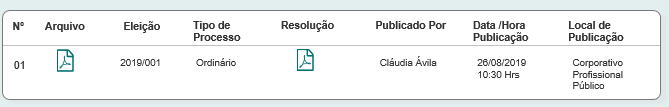 Nº Arquivo Eleição Tipo de Processo Resolução Publicado Por Data /Hora Publicação Local de Publicação
01 2019/001 Ordinário Cláudia Ávila 26/08/2019 10:30 Hrs Corporativo Profissional Público